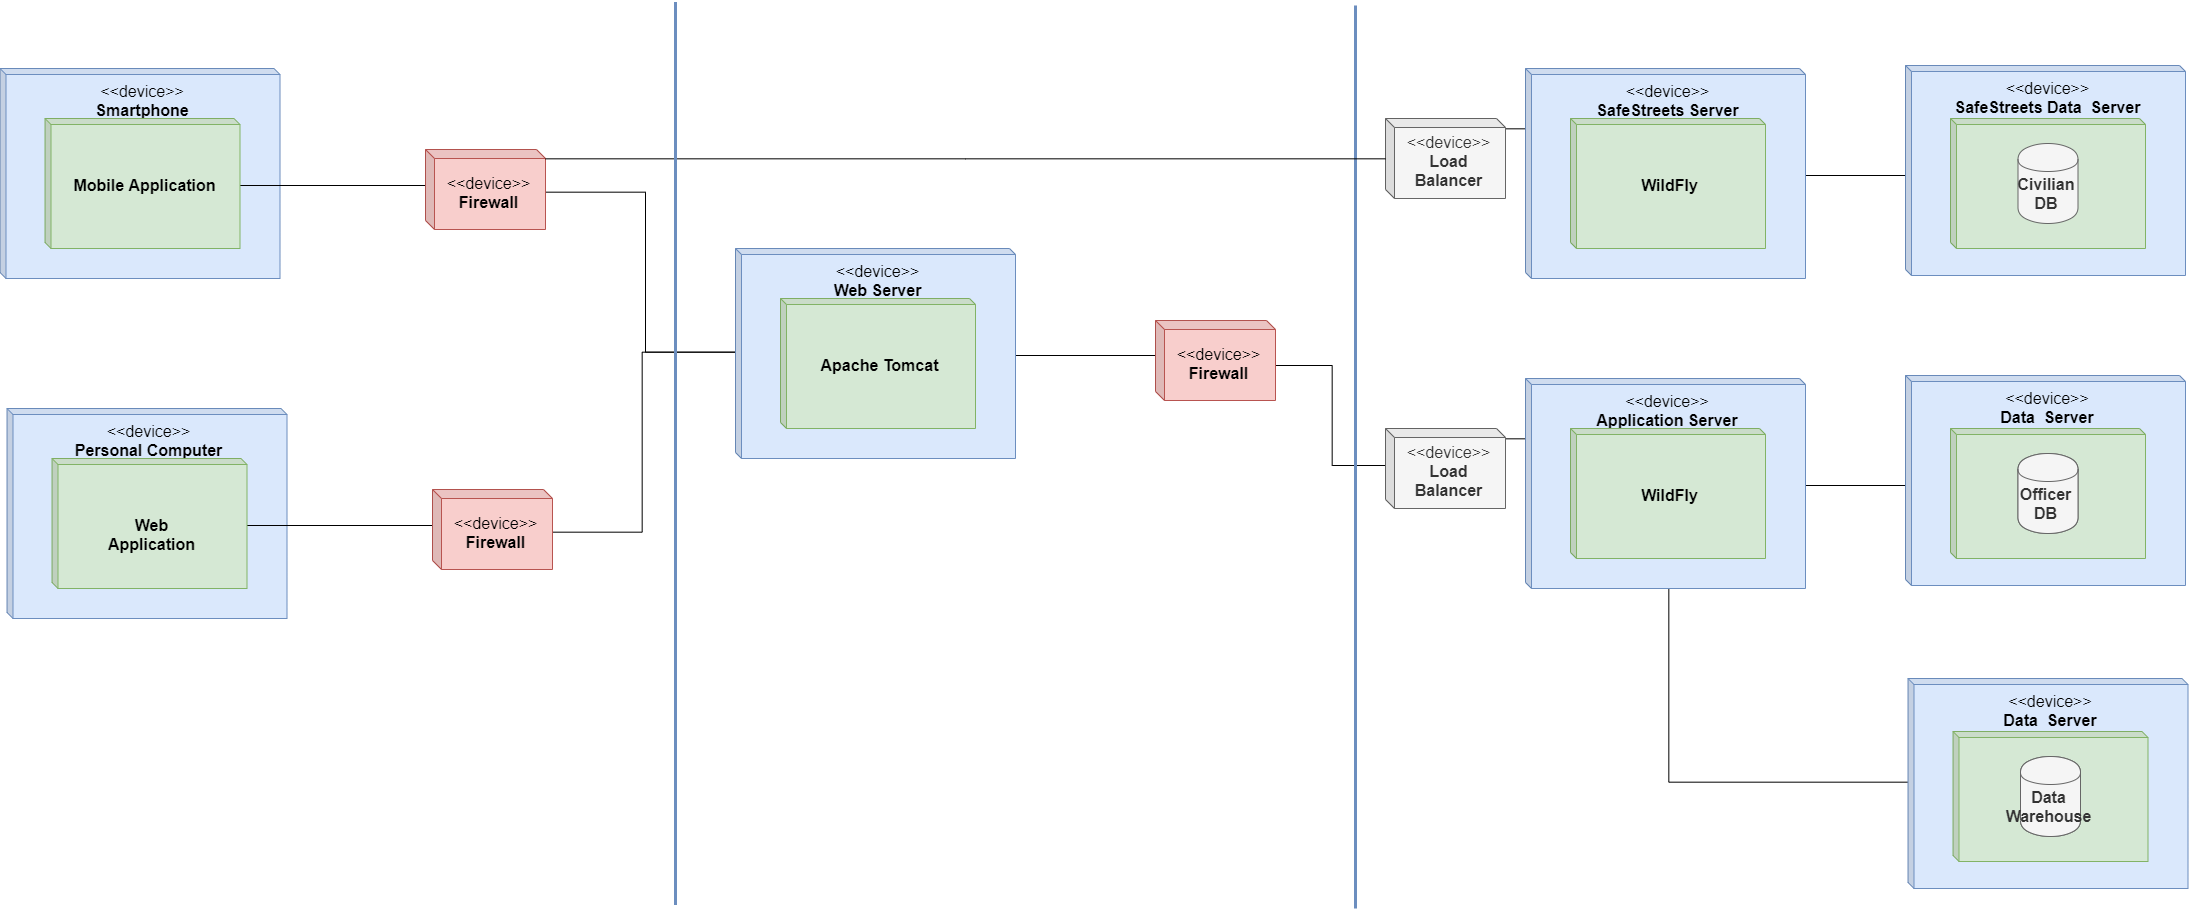 <<device>>
Smartphone
Mobile Application
<<device>>
Firewall
<<device>>
Personal Computer
Web
Application
<<device>>
Firewall
<<device>>
Web Server
Apache Tomcat
<<device>>
Firewall
<<device>>
Load
Balancer
<<device>>
SafeStreets Server
WildFly
<<device>>
SafeStreets Data Server
Civilian
DB
<<device>>
Load
Balancer
<<device>>
Application Server
WildFly
<<device>>
Data Server
Officer
DB
<<device>>
Data Server
Data
Warehouse